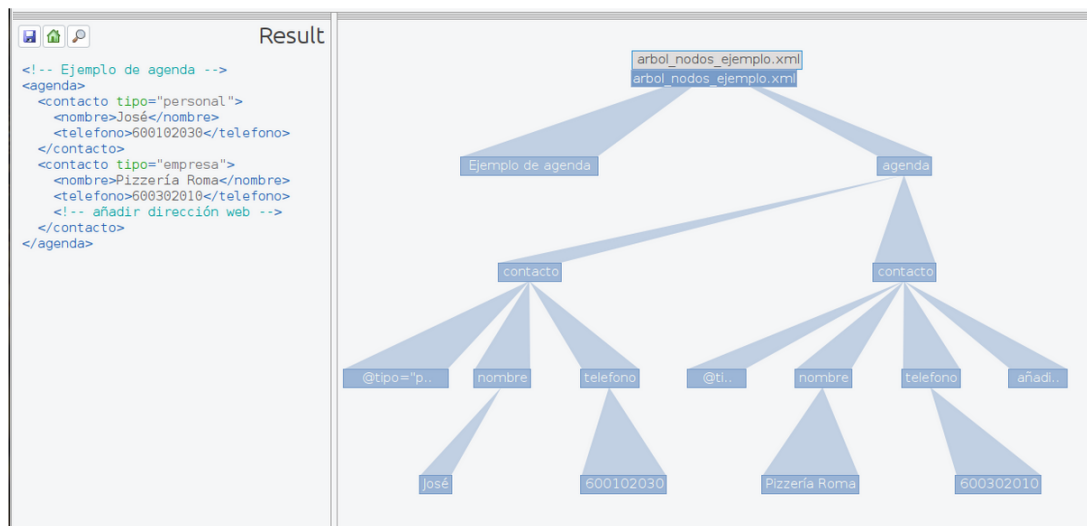 Result
<!-- Ejemplo de agenda -->
<agenda>
<contacto tipo="personal">
<nombre>José</nombre>
<telefono>600102030</telefono>
</contacto>
<contacto tipo="empresa">
<nombre>Pizzería Roma</nombre>
<telefono>600302010</telefono>
<!-- añadir dirección web -->
</contacto>
</agenda>
arbol_nodos_ejemplo.xml
arbol_nodos_ejemplo.xml
Ejemplo de agenda
agenda
contacto
contacto
@tipo="p..
nombre
telefono
@ti..
nombre
telefono
añadi..
José
600102030
Pizzería Roma
600302010